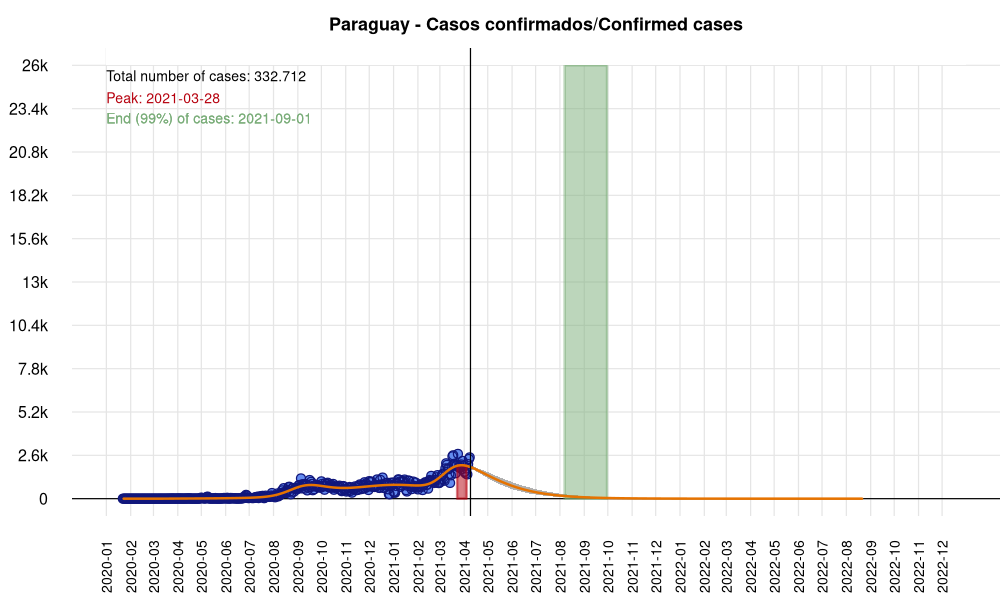 Paraguay - Casos confirmados/Confirmed cases
Total number of cases: 332.712
Peak: 2021-03-28
End (99%) of cases: 2021-09-01
26k
23.4k
20.8k
18.2k
15.6k
13k
10.4k
7.8k
5.2k
2.6k
0
2020-01
2020-02
2020-03
2020-04
2020-05
2020-06
2020-07
2020-08
2020-09
2020-10
2020-11
2020-12
2021-01
2021-02
2021-03
2021-04
2021-05
2021-06
2021-07
2021-08
2021-09
2021-10
2021-11
2021-12
2022-01
2022-02
2022-03
2022-04
2022-05
2022-06
2022-07
2022-08
2022-09
2022-10
2022-11
2022-12